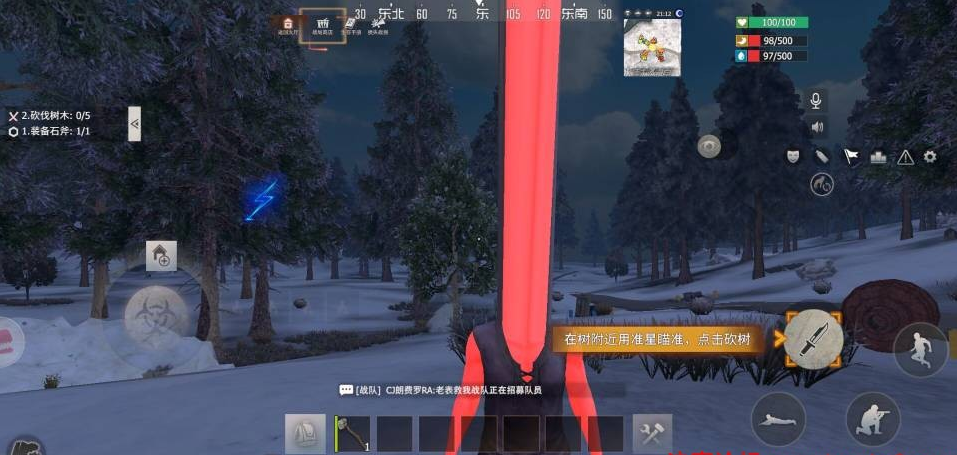 30 东北 60 75 东 105 120 东南 150
21:12
100/100
98/500
97/500
2.砍伐树木: 0/5
1.装备石斧: 1/1
在树附近用准星瞄准，点击砍树
[战队] CJ朗费罗RA:老表救我战队正在招募队员
1